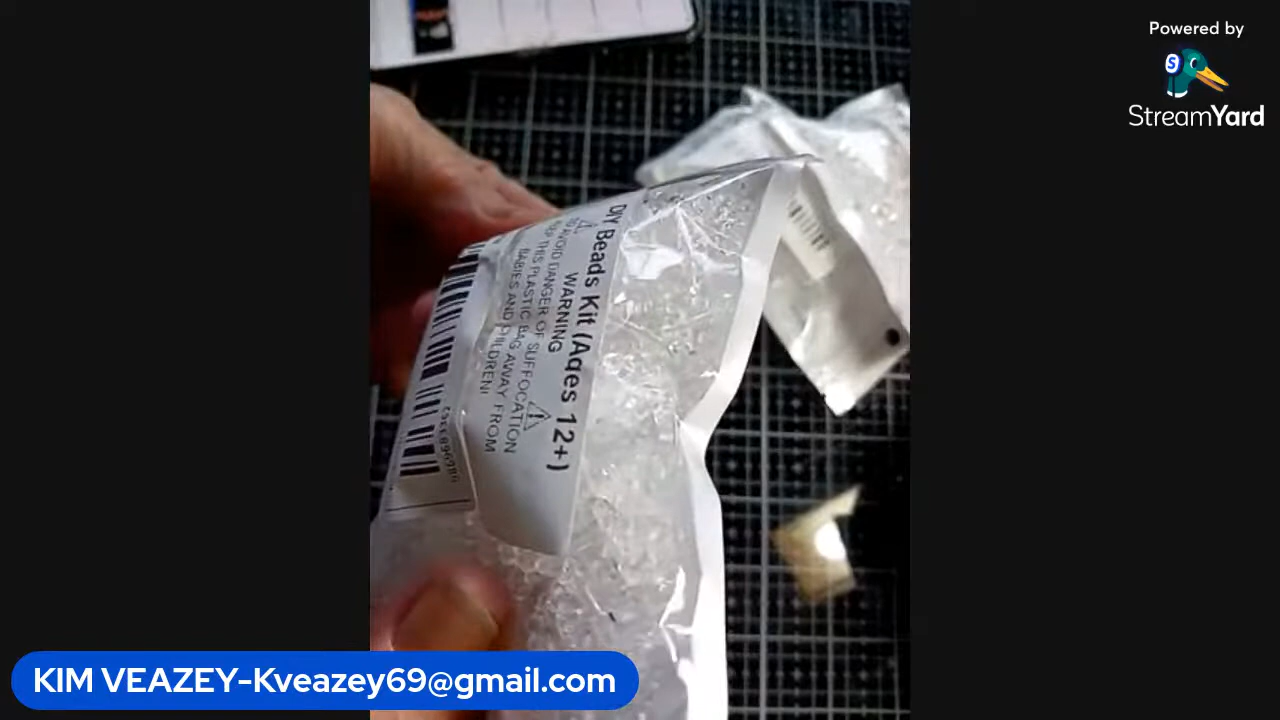 Powered by
StreamYard
DIY Beads Kit (Ages 12+)
WARNING
TO AVOID DANGER OF SUFFOCATION
KEEP THIS PLASTIC BAG AWAY FROM
BABIES AND CHILDREN!
KIM VEAZEY-Kveazey69@gmail.com